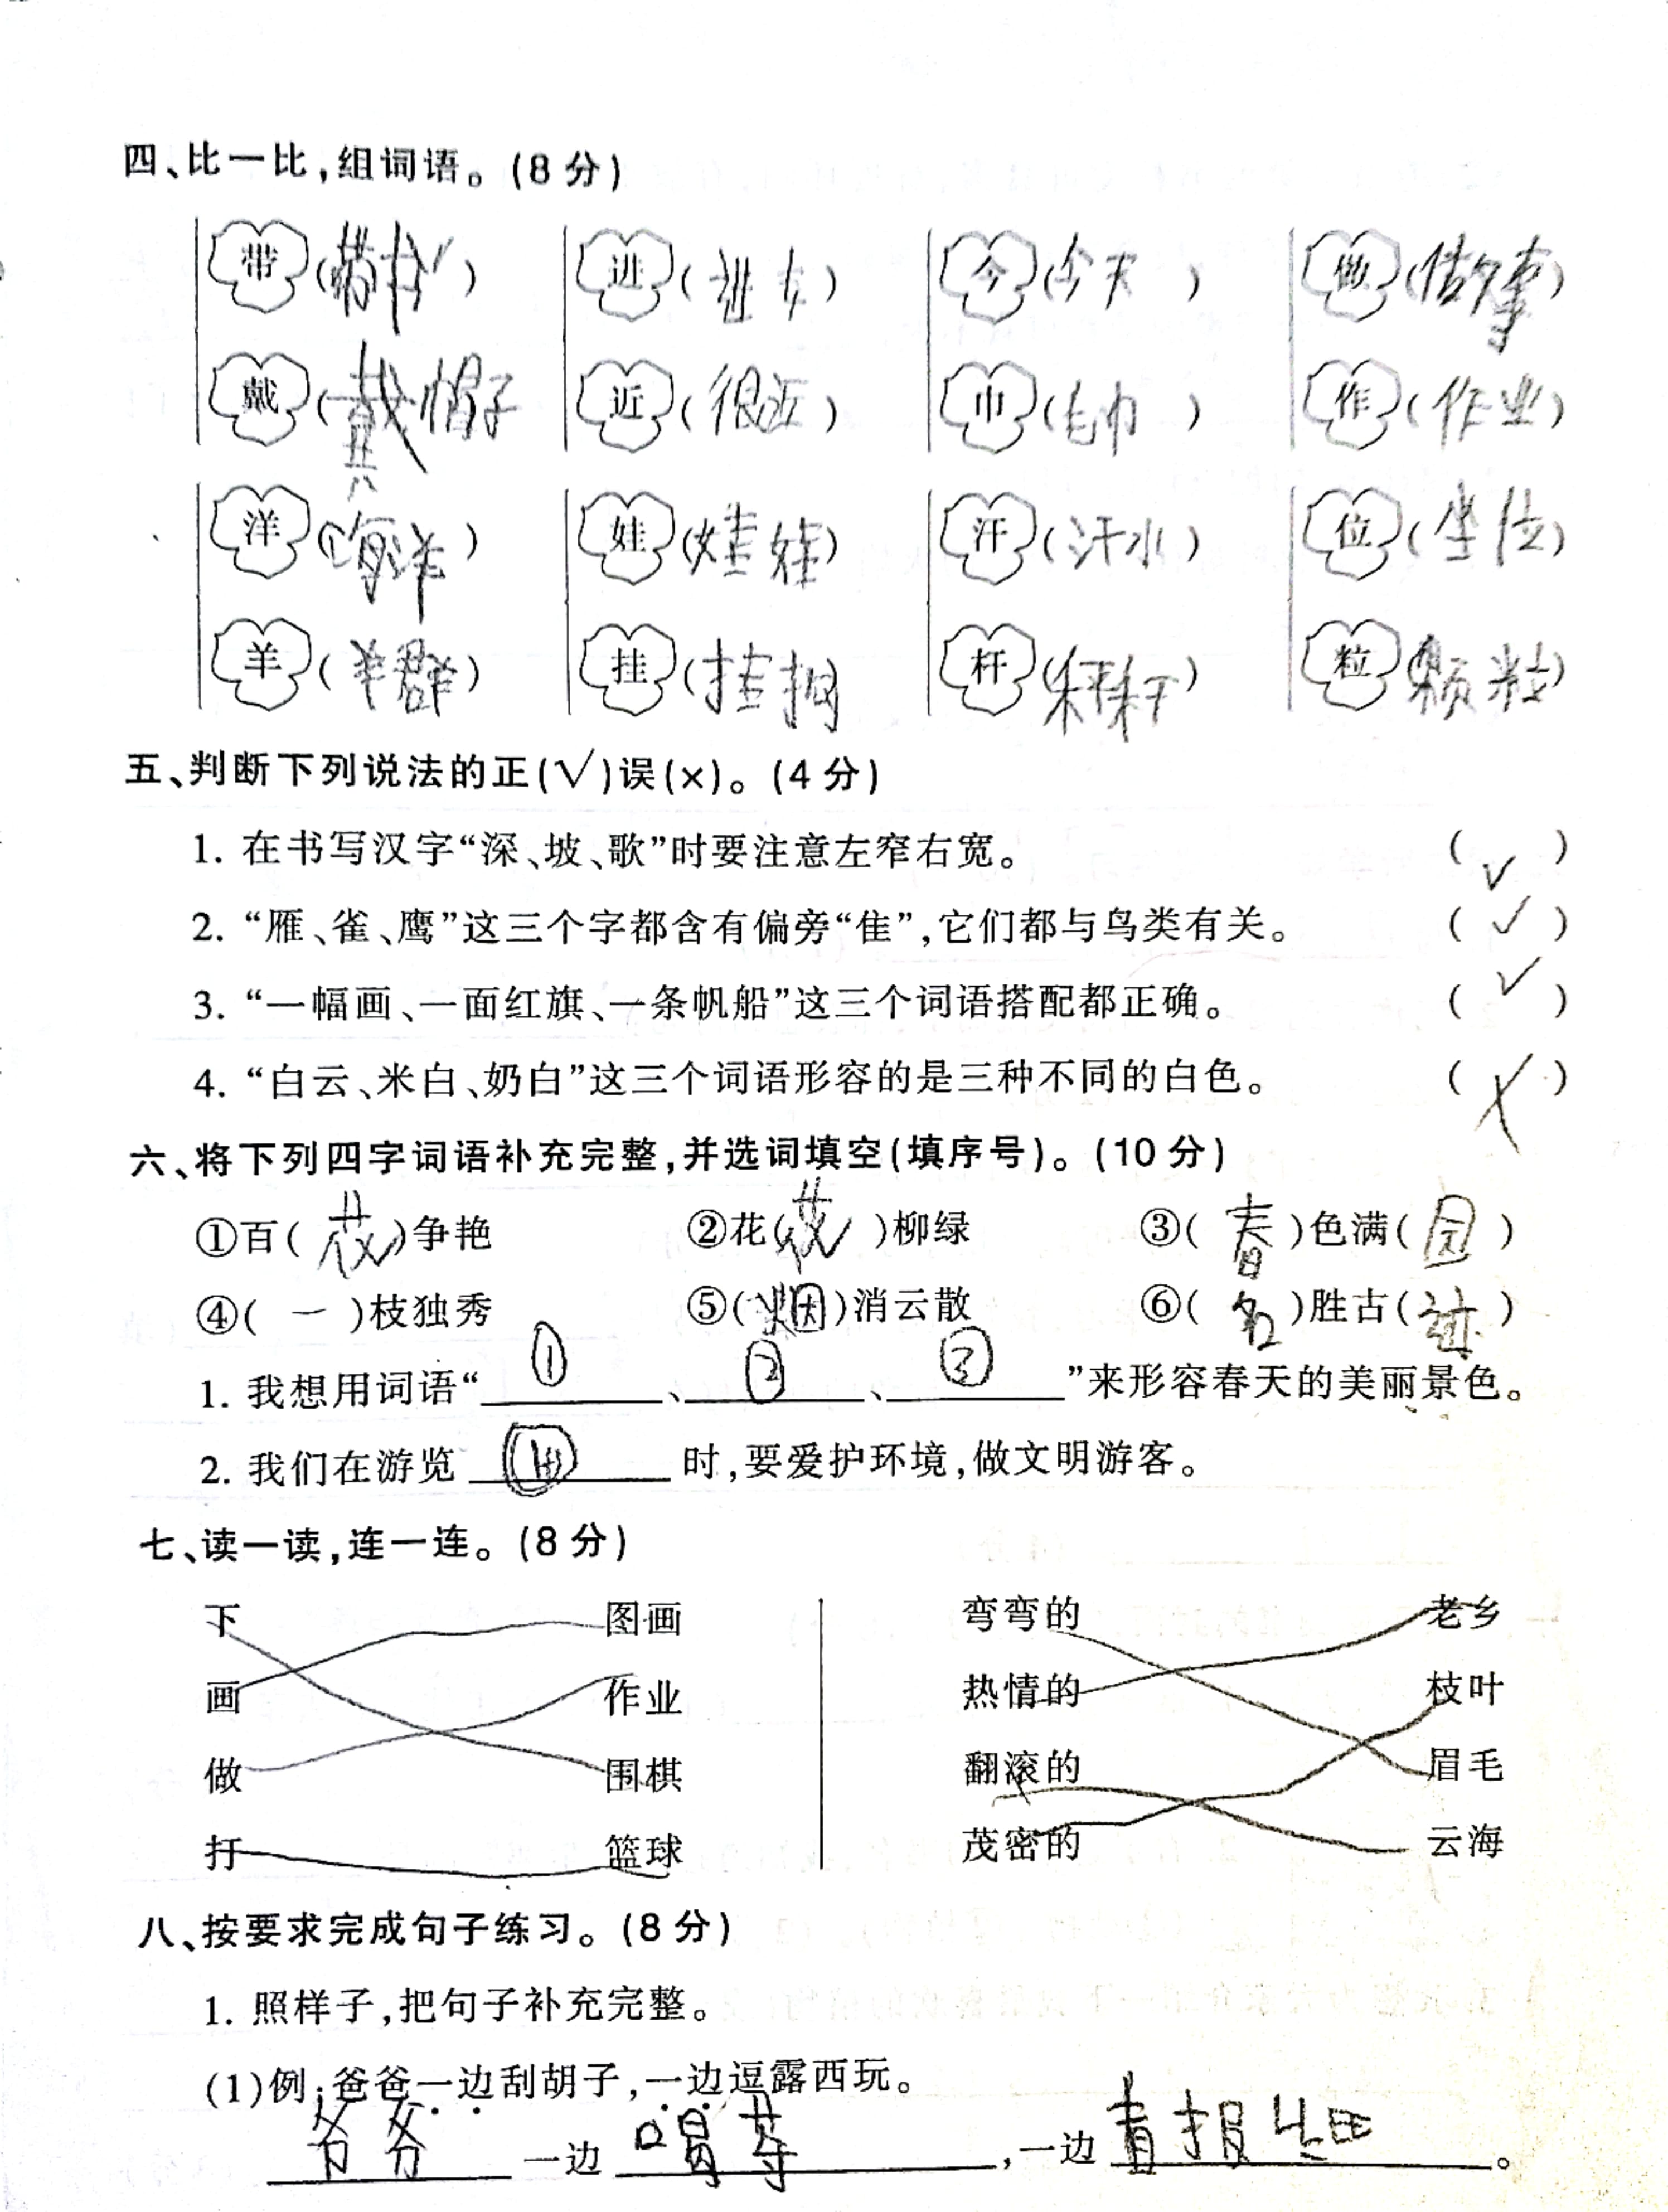 四、比一比,组词语。(8分)
带(带书) 进(进去) 今(今天) 做(做事)
戴(戴帽子 近(很近) 巾(毛巾) 作(作业)
洋(海洋) 娃(娃娃) 汗(汗水) 位(坐位)
羊(羊群) 挂(挂 ) 杆( ) 粒(颗粒)
五、判断下列说法的正(√)误(×)。(4分)
1. 在书写汉字“深、坡、歌”时要注意左窄右宽。 (√)
2. “雁、雀、鹰”这三个字都含有偏旁“隹”,它们都与鸟类有关。 (√)
3. “一幅画、一面红旗、一条帆船”这三个词语搭配都正确。 (√)
4. “白云、米白、奶白”这三个词语形容的是三种不同的白色。 (×)
六、将下列四字词语补充完整,并选词填空(填序号)。(10分)
①百(花)争艳 ②花( )柳绿 ③(春)色满(园)
④(一)枝独秀 ⑤(烟)消云散 ⑥(名)胜古(迹)
1. 我想用词语“①、②、③”来形容春天的美丽景色。
2. 我们在游览 时,要爱护环境,做文明游客。
七、读一读,连一连。(8分)
下 图画 弯弯的 老乡
画 作业 热情的 枝叶
做 围棋 翻滚的 眉毛
打 篮球 茂密的 云海
八、按要求完成句子练习。(8分)
1. 照样子,把句子补充完整。
(1)例:爸爸一边刮胡子,一边逗露西玩。
爷爷 一边 喝茶 ,一边 看报纸 。